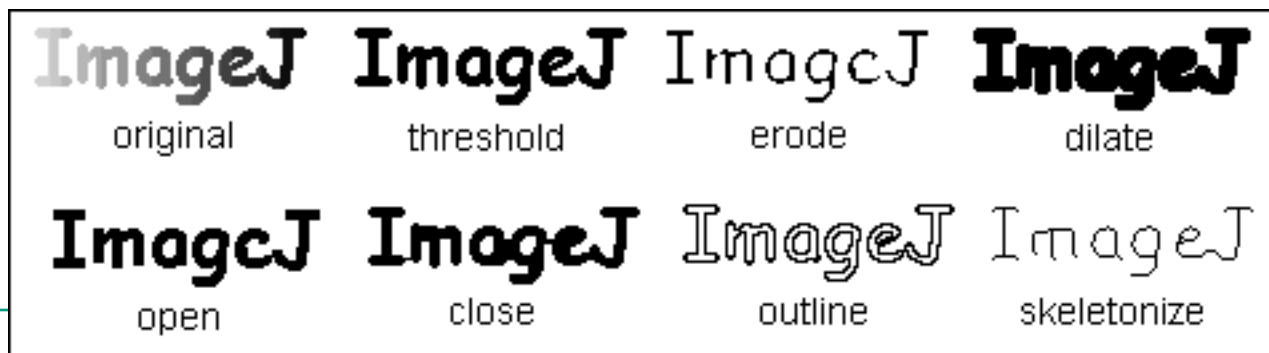 ImageJ ImageJ ImagcJ ImageJ
original threshold erode dilate
ImagcJ ImageJ ImageJ ImageJ
open close outline skeletonize